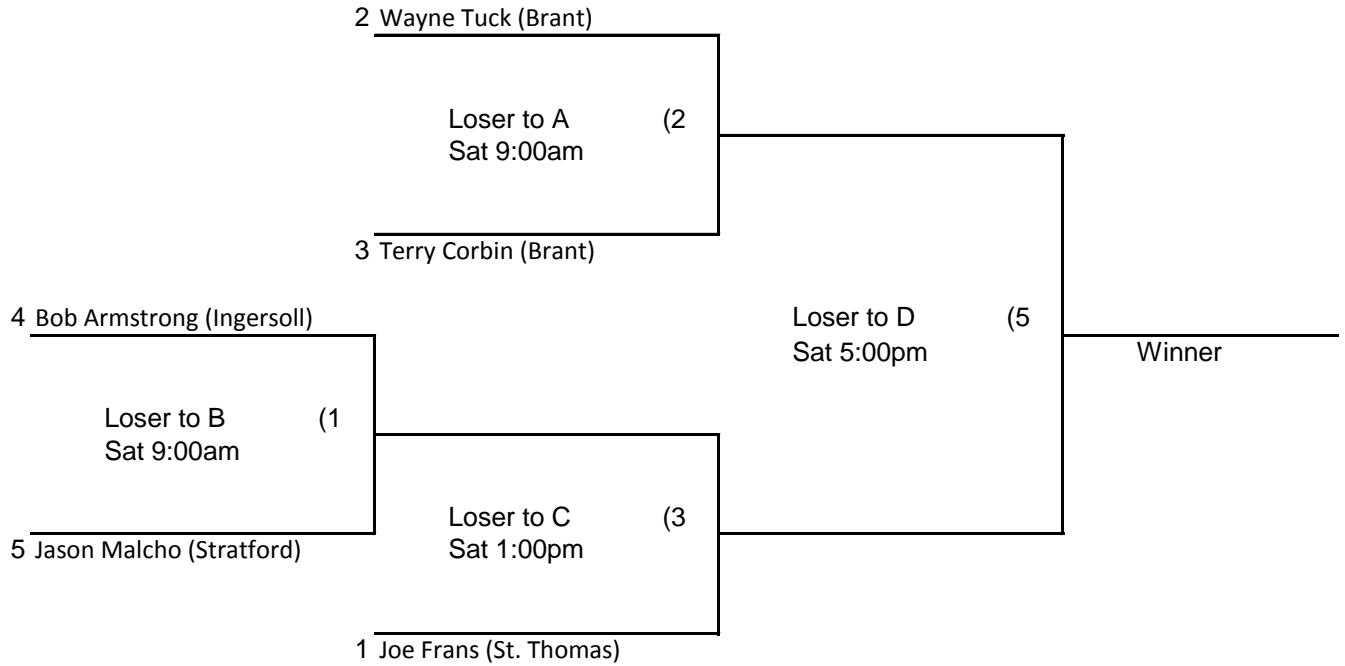 2 Wayne Tuck (Brant)
Loser to A (2
Sat 9:00am
3 Terry Corbin (Brant)
4 Bob Armstrong (Ingersoll)
Loser to D (5
Sat 5:00pm
Winner
Loser to B (1
Sat 9:00am
5 Jason Malcho (Stratford)
Loser to C (3
Sat 1:00pm
1 Joe Frans (St. Thomas)